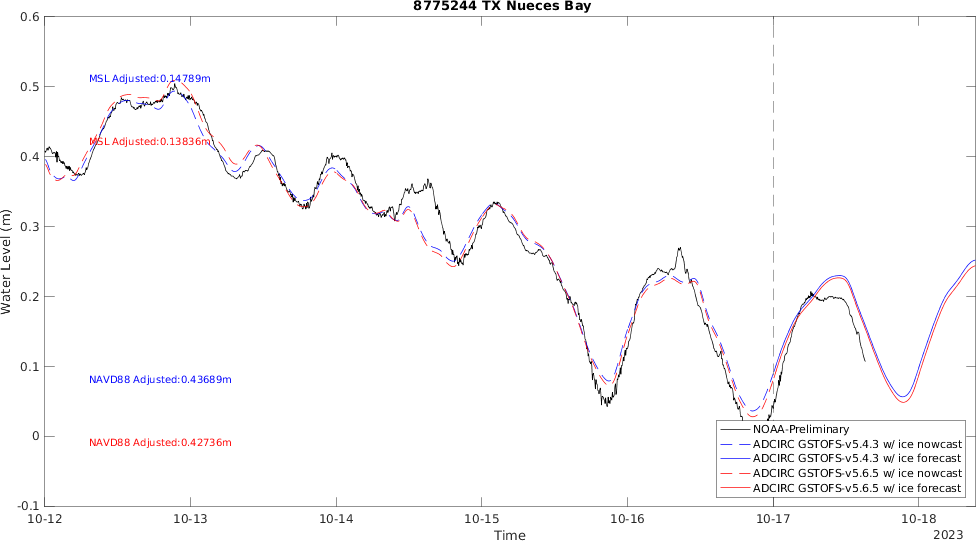 8775244 TX Nueces Bay
Water Level (m)
0.6
0.5
0.4
0.3
0.2
0.1
0
-0.1
MSL Adjusted:0.14789m
MSL Adjusted:0.13836m
NAVD88 Adjusted:0.43689m
NAVD88 Adjusted:0.42736m
NOAA-Preliminary
ADCIRC GSTOFS-v5.4.3 w/ ice nowcast
ADCIRC GSTOFS-v5.4.3 w/ ice forecast
ADCIRC GSTOFS-v5.6.5 w/ ice nowcast
ADCIRC GSTOFS-v5.6.5 w/ ice forecast
10-12 10-13 10-14 10-15 10-16 10-17 10-18
Time
2023